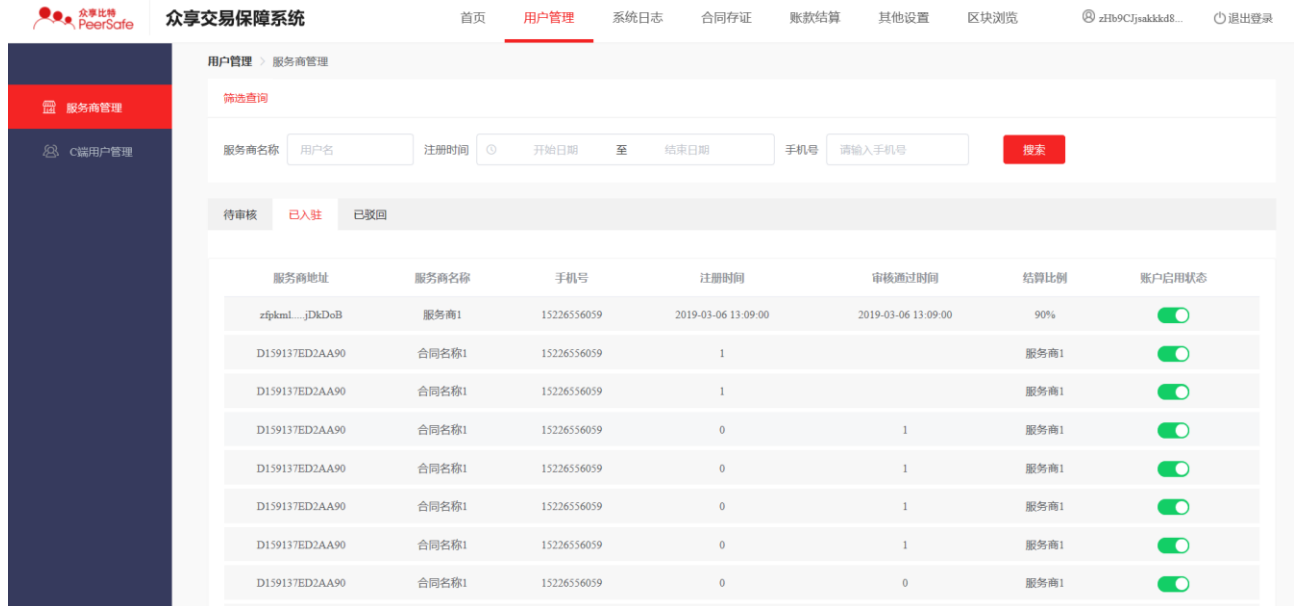 众享比特 PeerSafe 众享交易保障系统 首页 用户管理 系统日志 合同存证 账款结算 其他设置 区块浏览 zHb9CJjsakkkd8... 退出登录
用户管理 > 服务商管理
服务商管理
C端用户管理
筛选查询
服务商名称 用户名 注册时间 开始日期 至 结束日期 手机号 请输入手机号 搜索
待审核 已入驻 已驳回
服务商地址 服务商名称 手机号 注册时间 审核通过时间 结算比例 账户启用状态
zfpkml.....jDkDoB 服务商1 15226556059 2019-03-06 13:09:00 2019-03-06 13:09:00 90%
D159137ED2AA90 合同名称1 15226556059 1 服务商1
D159137ED2AA90 合同名称1 15226556059 1 服务商1
D159137ED2AA90 合同名称1 15226556059 0 1 服务商1
D159137ED2AA90 合同名称1 15226556059 0 1 服务商1
D159137ED2AA90 合同名称1 15226556059 0 1 服务商1
D159137ED2AA90 合同名称1 15226556059 0 1 服务商1
D159137ED2AA90 合同名称1 15226556059 0 0 服务商1